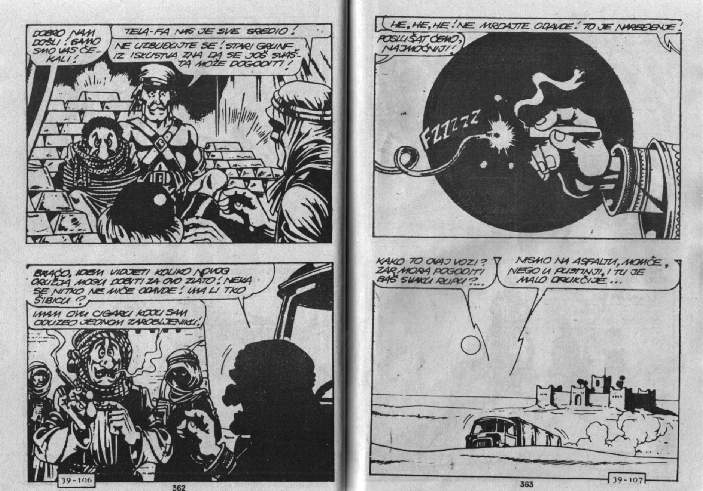 DOBRO NAM
DOŠLI! SAMO
SMO VAS ČE-
KALI!
TELA-FA NAS JE SVE SREDIO!
NE UZBUĐUJTE SE! STARI GRUNF
IZ ISKUSTVA ZNA DA SE JOŠ SVAŠ-
TA MOŽE DOGODITI!
BRAĆO, IDEM VIDJETI KOLIKO NOVOG
ORUŽJA MOGU DOBITI ZA OVO ZLATO! NEKA
SE NITKO NE MIČE ODAVDE! IMA LI TKO
ŠIBICU?
IMAM OVU CIGARU KOJU SAM
ODUZEO JEDNOM ZAROBLJENIKU.
39-106
362
HE, HE, HE! NE MRDAJTE ODAVDE! TO JE NAREĐENJE!
POSLUŠAT ĆEMO,
NAJMOĆNIJI!
FZZZZZ
KAKO TO OVAJ VOZI?
ZAR MORA POGODITI
BAŠ SVAKU RUPU?...
NISMO NA ASFALTU, MOMČE,
NEGO U PUSTINJI, I TU JE
MALO DRUKČIJE...
39-107
363